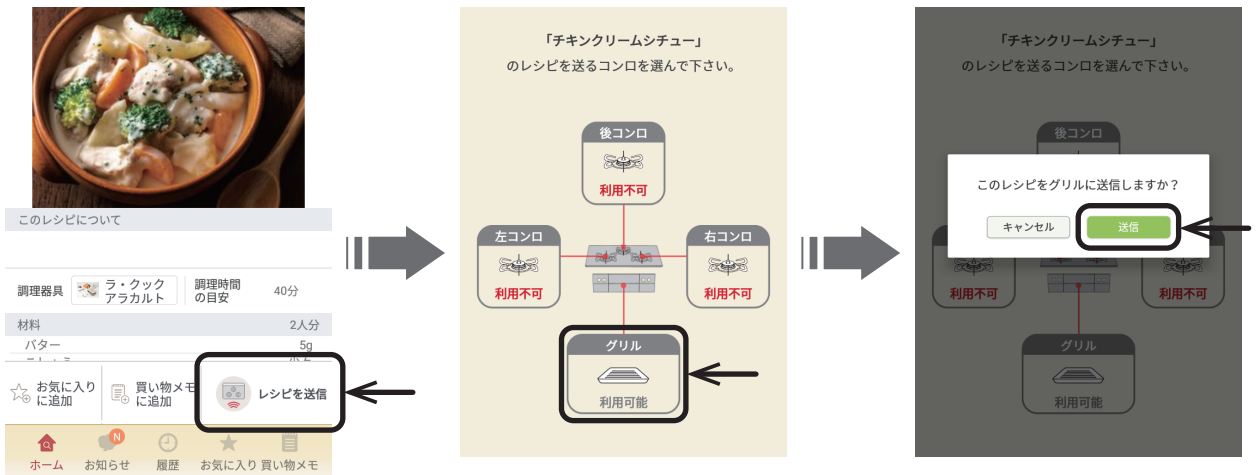 このレシピについて
調理器具
ラ・クック
アラカルト
調理時間
の目安
40分
材料
2人分
バター
5g
お気に入り
に追加
買い物メモ
に追加
レシピを送信
N
ホーム
お知らせ
履歴
お気に入り
買い物メモ
「チキンクリームシチュー」
のレシピを送るコンロを選んで下さい。
後コンロ
利用不可
左コンロ
利用不可
右コンロ
利用不可
グリル
利用可能
「チキンクリームシチュー」
のレシピを送るコンロを選んで下さい。
後コンロ
このレシピをグリルに送信しますか？
キャンセル
送信
利用不可
利用不可
グリル
利用可能